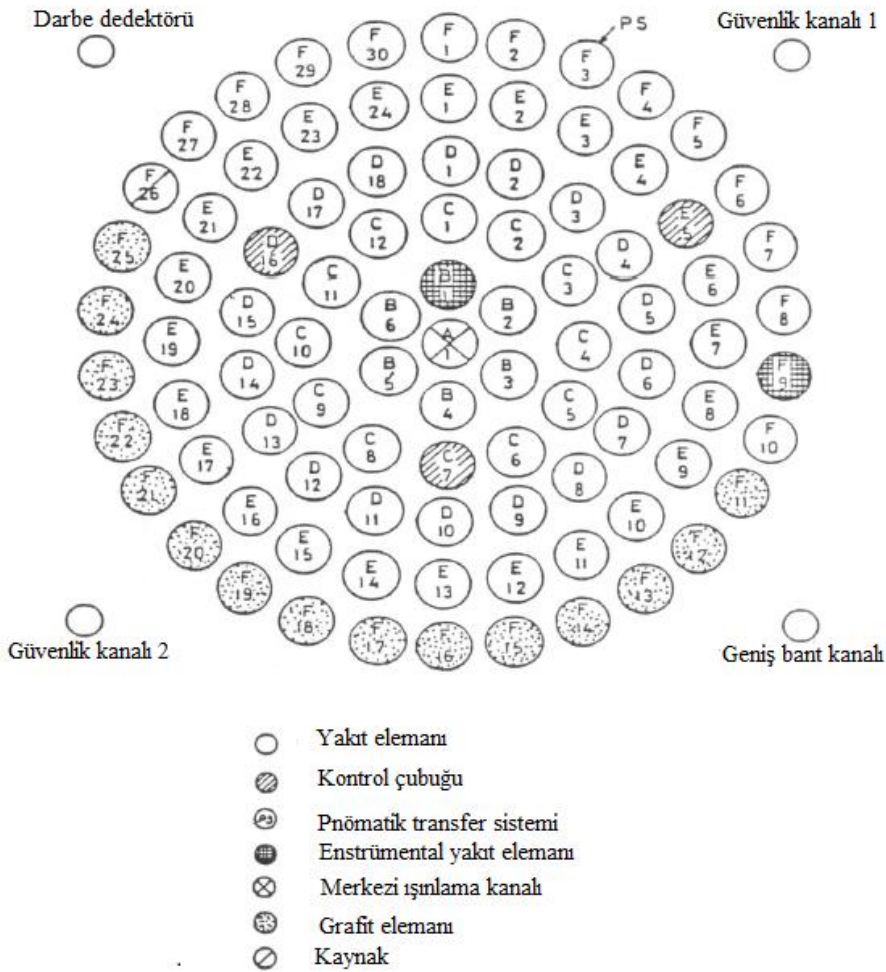 Darbe dedektörü
Güvenlik kanalı 1
PS
F 1
F 2
F 3
F 4
F 5
F 6
F 7
F 8
F 9
F 10
F 11
F 12
F 13
F 14
F 15
F 16
F 17
F 18
F 19
F 20
F 21
F 22
F 23
F 24
F 25
F 26
F 27
F 28
F 29
F 30
E 1
E 2
E 3
E 4
E 5
E 6
E 7
E 8
E 9
E 10
E 11
E 12
E 13
E 14
E 15
E 16
E 17
E 18
E 19
E 20
E 21
E 22
E 23
E 24
D 1
D 2
D 3
D 4
D 5
D 6
D 7
D 8
D 9
D 10
D 11
D 12
D 13
D 14
D 15
D 16
D 17
D 18
C 1
C 2
C 3
C 4
C 5
C 6
C 7
C 8
C 9
C 10
C 11
C 12
B 1
B 2
B 3
B 4
B 5
B 6
A 1
Güvenlik kanalı 2
Geniş bant kanalı
Yakıt elemanı
Kontrol çubuğu
PS Pnömatik transfer sistemi
Enstrümental yakıt elemanı
Merkezi ışınlama kanalı
Grafit elemanı
Kaynak